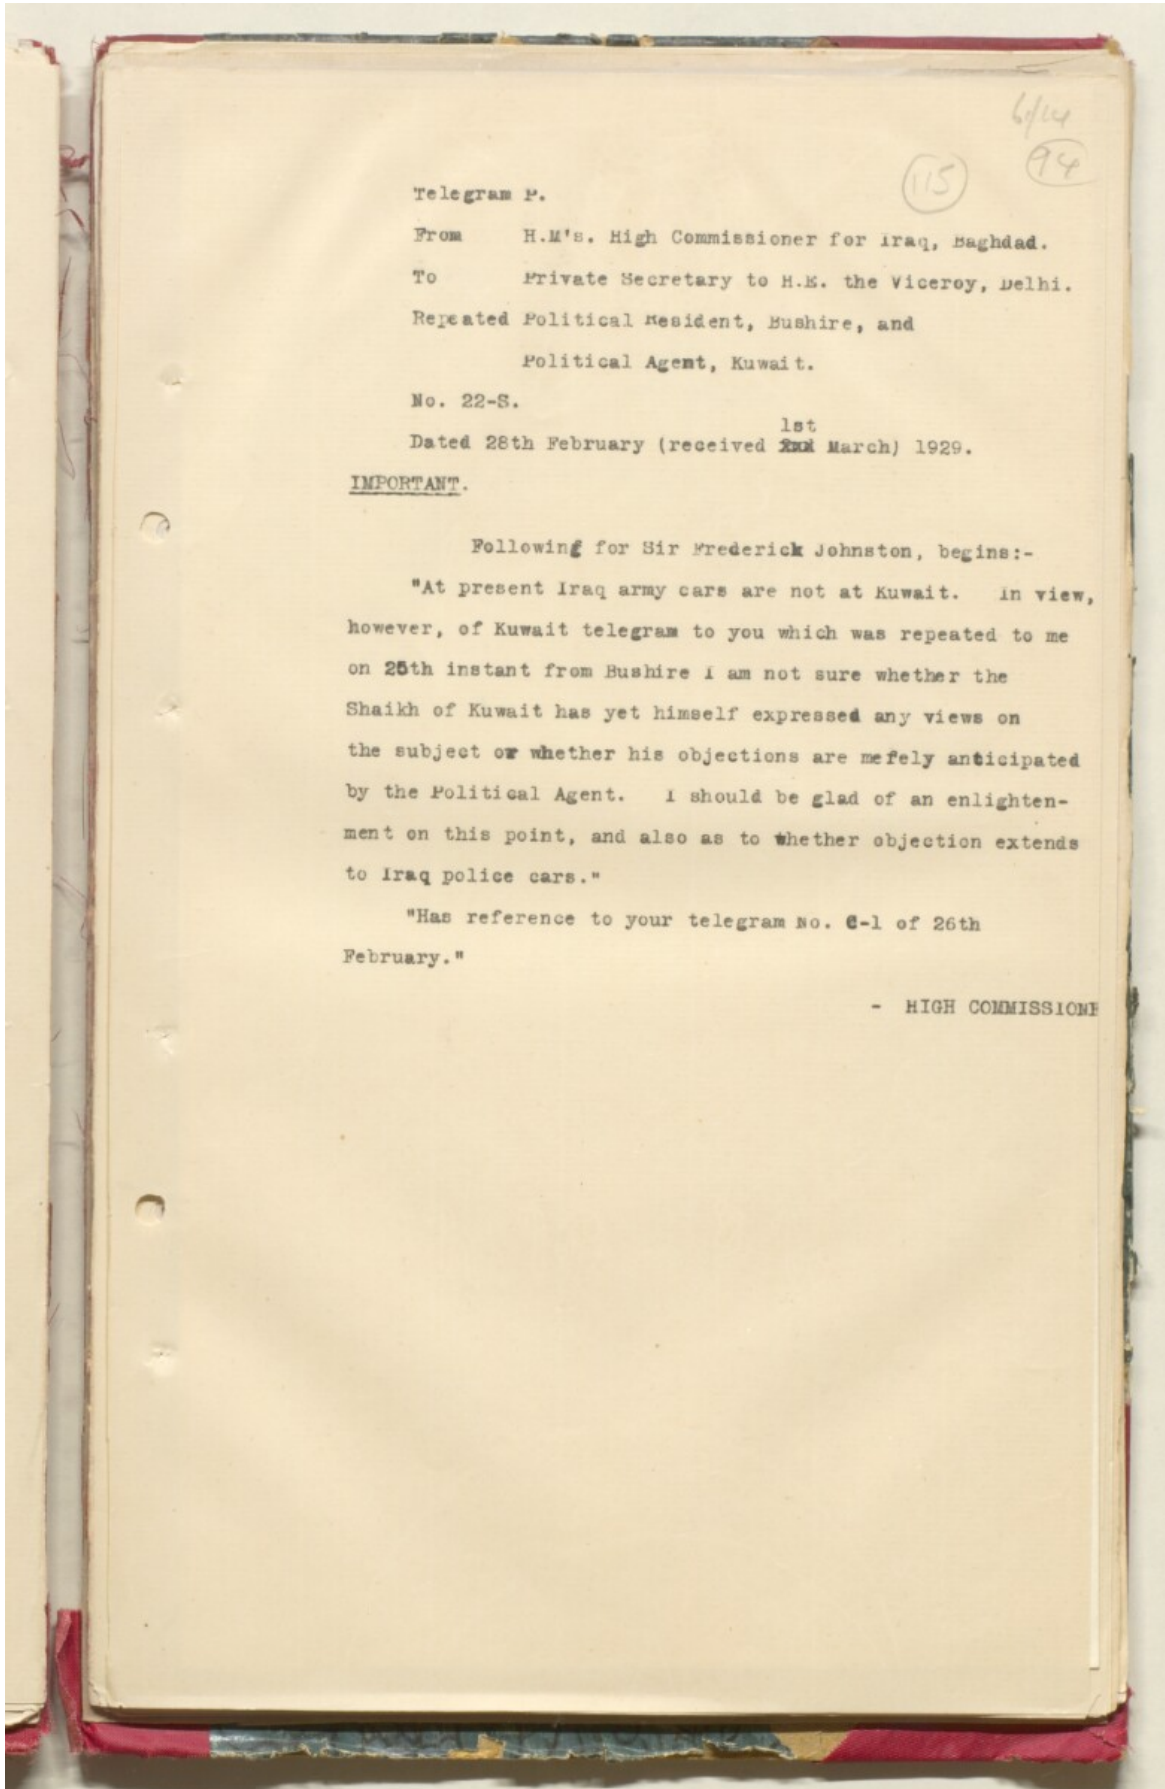 6/14
94
115
Telegram P.
From H.M's. High Commissioner for Iraq, Baghdad.
To Private Secretary to H.E. the Viceroy, Delhi.
Repeated Political Resident, Bushire, and
Political Agent, Kuwait.
No. 22-S.
1st
Dated 28th February (received 2nd March) 1929.
IMPORTANT.
Following for Sir Frederick Johnston, begins:-
"At present Iraq army cars are not at Kuwait. In view,
however, of Kuwait telegram to you which was repeated to me
on 25th instant from Bushire I am not sure whether the
Shaikh of Kuwait has yet himself expressed any views on
the subject or whether his objections are merely anticipated
by the Political Agent. I should be glad of an enlighten-
ment on this point, and also as to whether objection extends
to Iraq police cars."
"Has reference to your telegram No. C-1 of 26th
February."
- HIGH COMMISSIONE